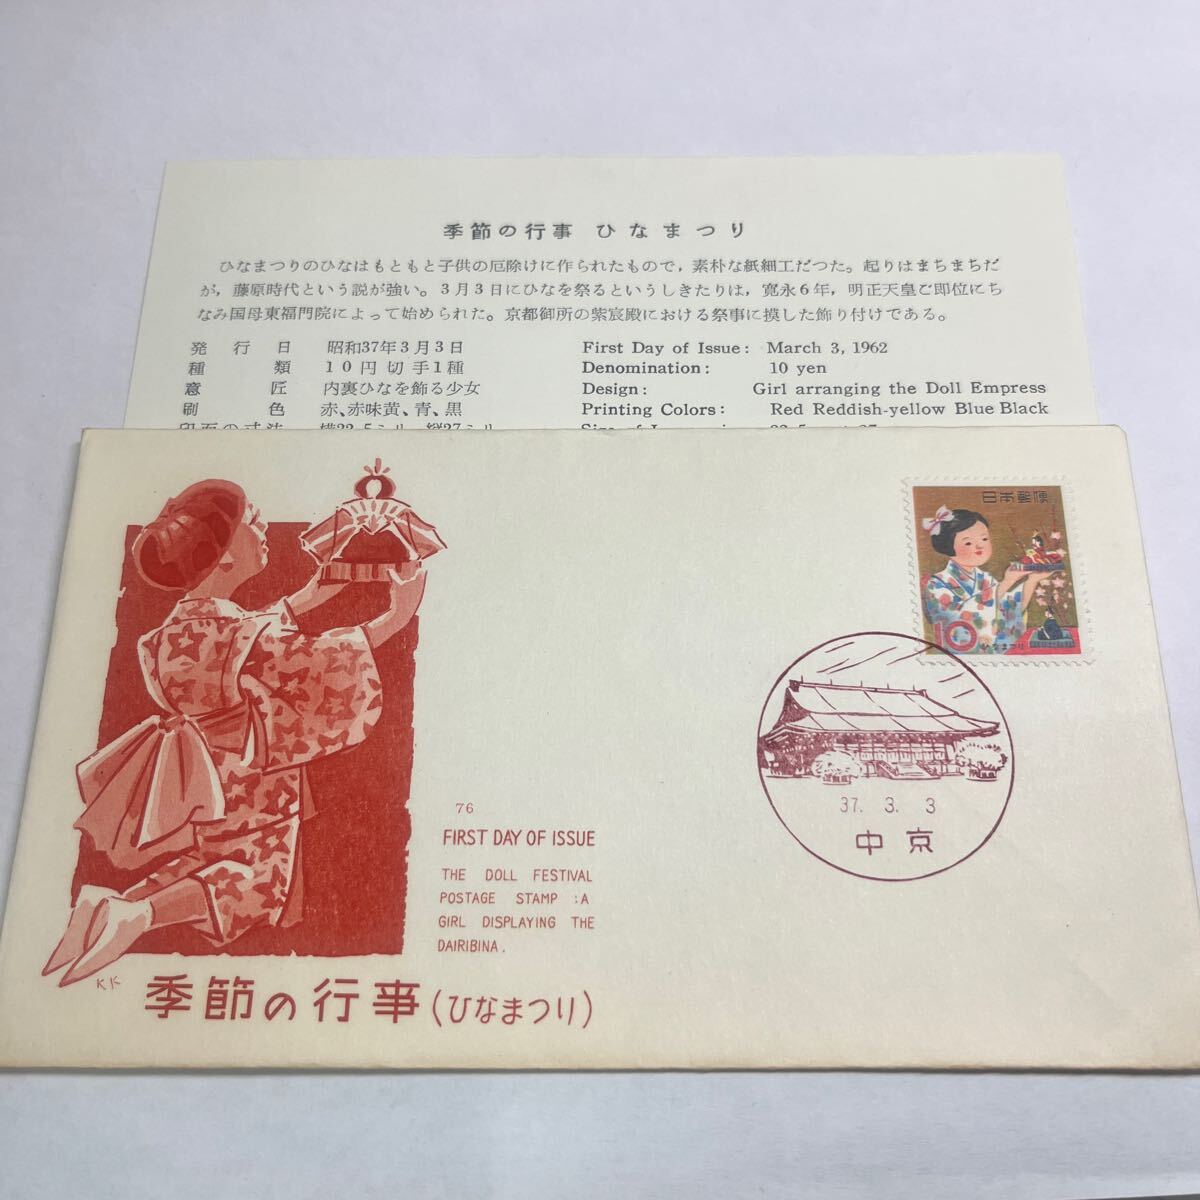 季節の行事 ひなまつり
ひなまつりのひなはもともと子供の厄除けに作られたもので，素朴な紙細工だつた。起りはまちまちだ
が，藤原時代という説が強い。3月3日にひなを祭るというしきたりは，寛永6年，明正天皇ご即位にち
なみ国母東福門院によって始められた。京都御所の紫宸殿における祭事に摸した飾り付けである。
発行日 昭和37年3月3日 First Day of Issue: March 3, 1962
種類 10円切手1種 Denomination: 10 yen
意匠 内裏ひなを飾る少女 Design: Girl arranging the Doll Empress
刷色 赤、赤味黄、青、黒 Printing Colors: Red Reddish-yellow Blue Black
日本郵便
10
ひなまつり
37. 3. 3
中京
76
FIRST DAY OF ISSUE
THE DOLL FESTIVAL
POSTAGE STAMP :A
GIRL DISPLAYING THE
DAIRIBINA.
KK
季節の行事(ひなまつり)